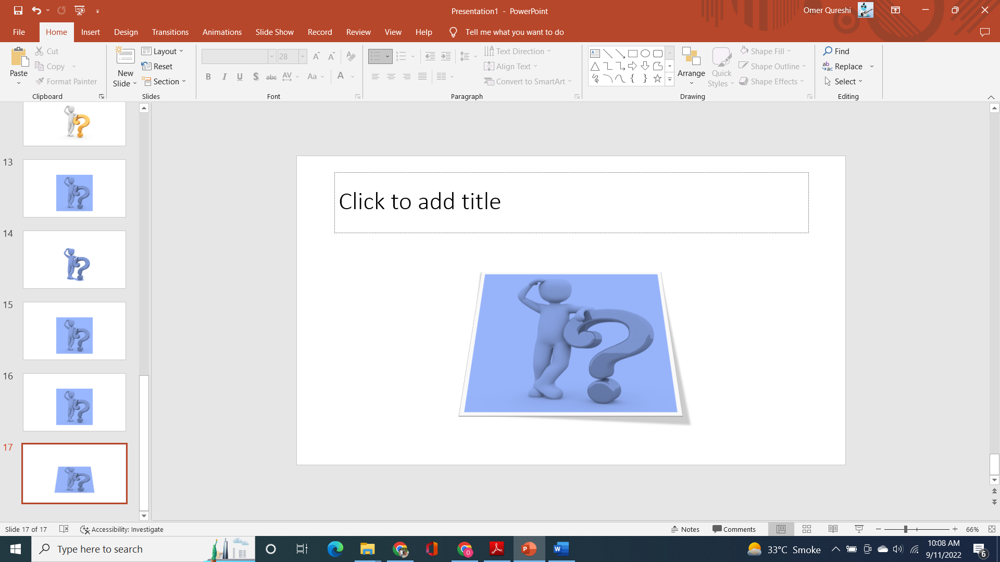 Presentation1 - PowerPoint
Omer Qureshi
File Home Insert Design Transitions Animations Slide Show Record Review View Help Tell me what you want to do
Paste
Cut
Copy
Format Painter
Clipboard
New Slide
Layout
Reset
Section
Slides
28
B I U S abc AV Aa A
Font
Text Direction
Align Text
Convert to SmartArt
Paragraph
Arrange
Quick Styles
Shape Fill
Shape Outline
Shape Effects
Drawing
Find
Replace
Select
Editing
13
14
15
16
17
Click to add title
Slide 17 of 17
Accessibility: Investigate
Notes
Comments
66%
Type here to search
33°C Smoke
10:08 AM
9/11/2022
6